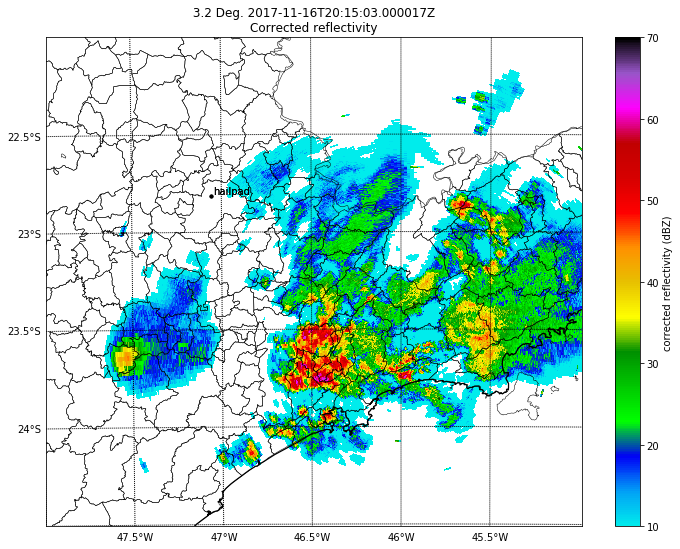 3.2 Deg. 2017-11-16T20:15:03.000017Z
Corrected reflectivity
70
60
50
40
30
20
10
corrected reflectivity (dBZ)
22.5°S
23°S
23.5°S
24°S
hailpad
47.5°W
47°W
46.5°W
46°W
45.5°W